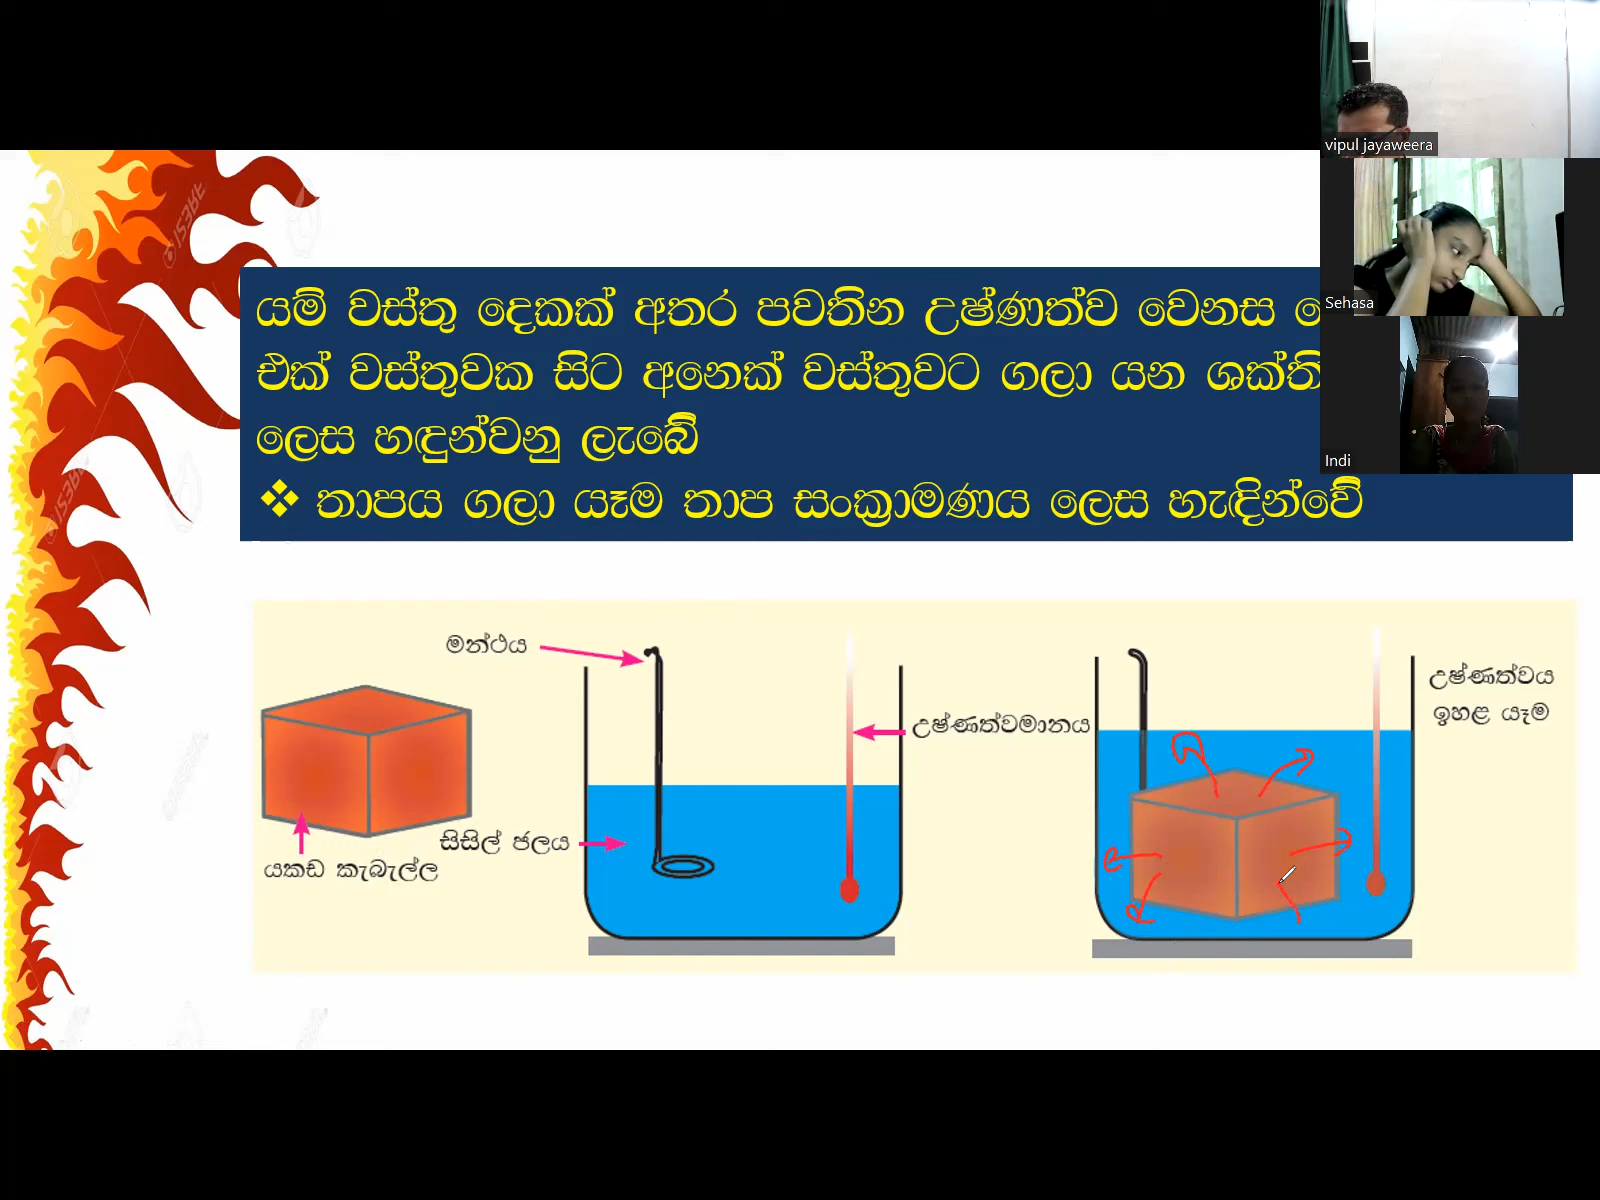 යම් වස්තු දෙකක් අතර පවතින උෂ්ණත්ව වෙනස
එක් වස්තුවක සිට අනෙක් වස්තුවට ගලා යන ශක්ති
ලෙස හඳුන්වනු ලැබේ
❖ තාපය ගලා යෑම තාප සංක්‍රාමණය ලෙස හැඳින්වේ
මන්ථය
උෂ්ණත්වමානය
සිසිල් ජලය
යකඩ කැබැල්ල
උෂ්ණත්වය
ඉහළ යෑම
vipul jayaweera
Sehasa
Indi